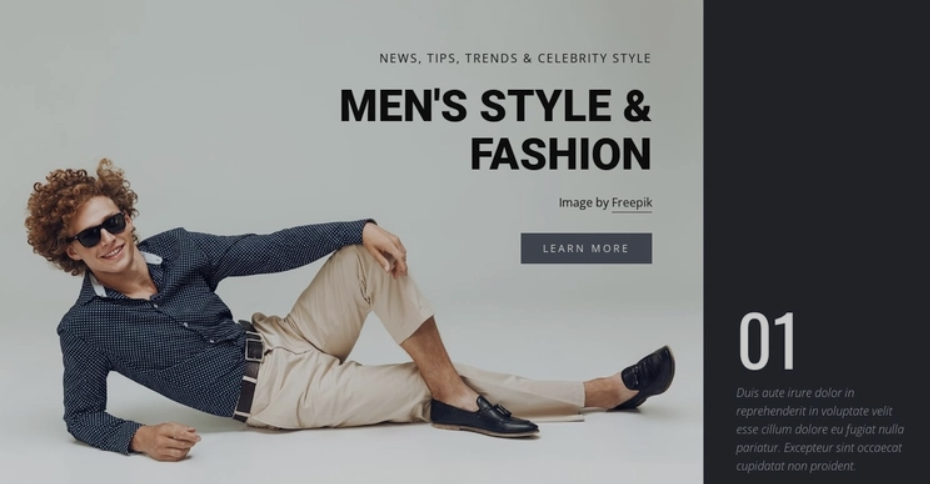 NEWS, TIPS, TRENDS & CELEBRITY STYLE
MEN'S STYLE &
FASHION
Image by Freepik
LEARN MORE
01
Duis aute irure dolor in
reprehenderit in voluptate velit
esse cillum dolore eu fugiat nulla
pariatur. Excepteur sint occaecat
cupidatat non proident.